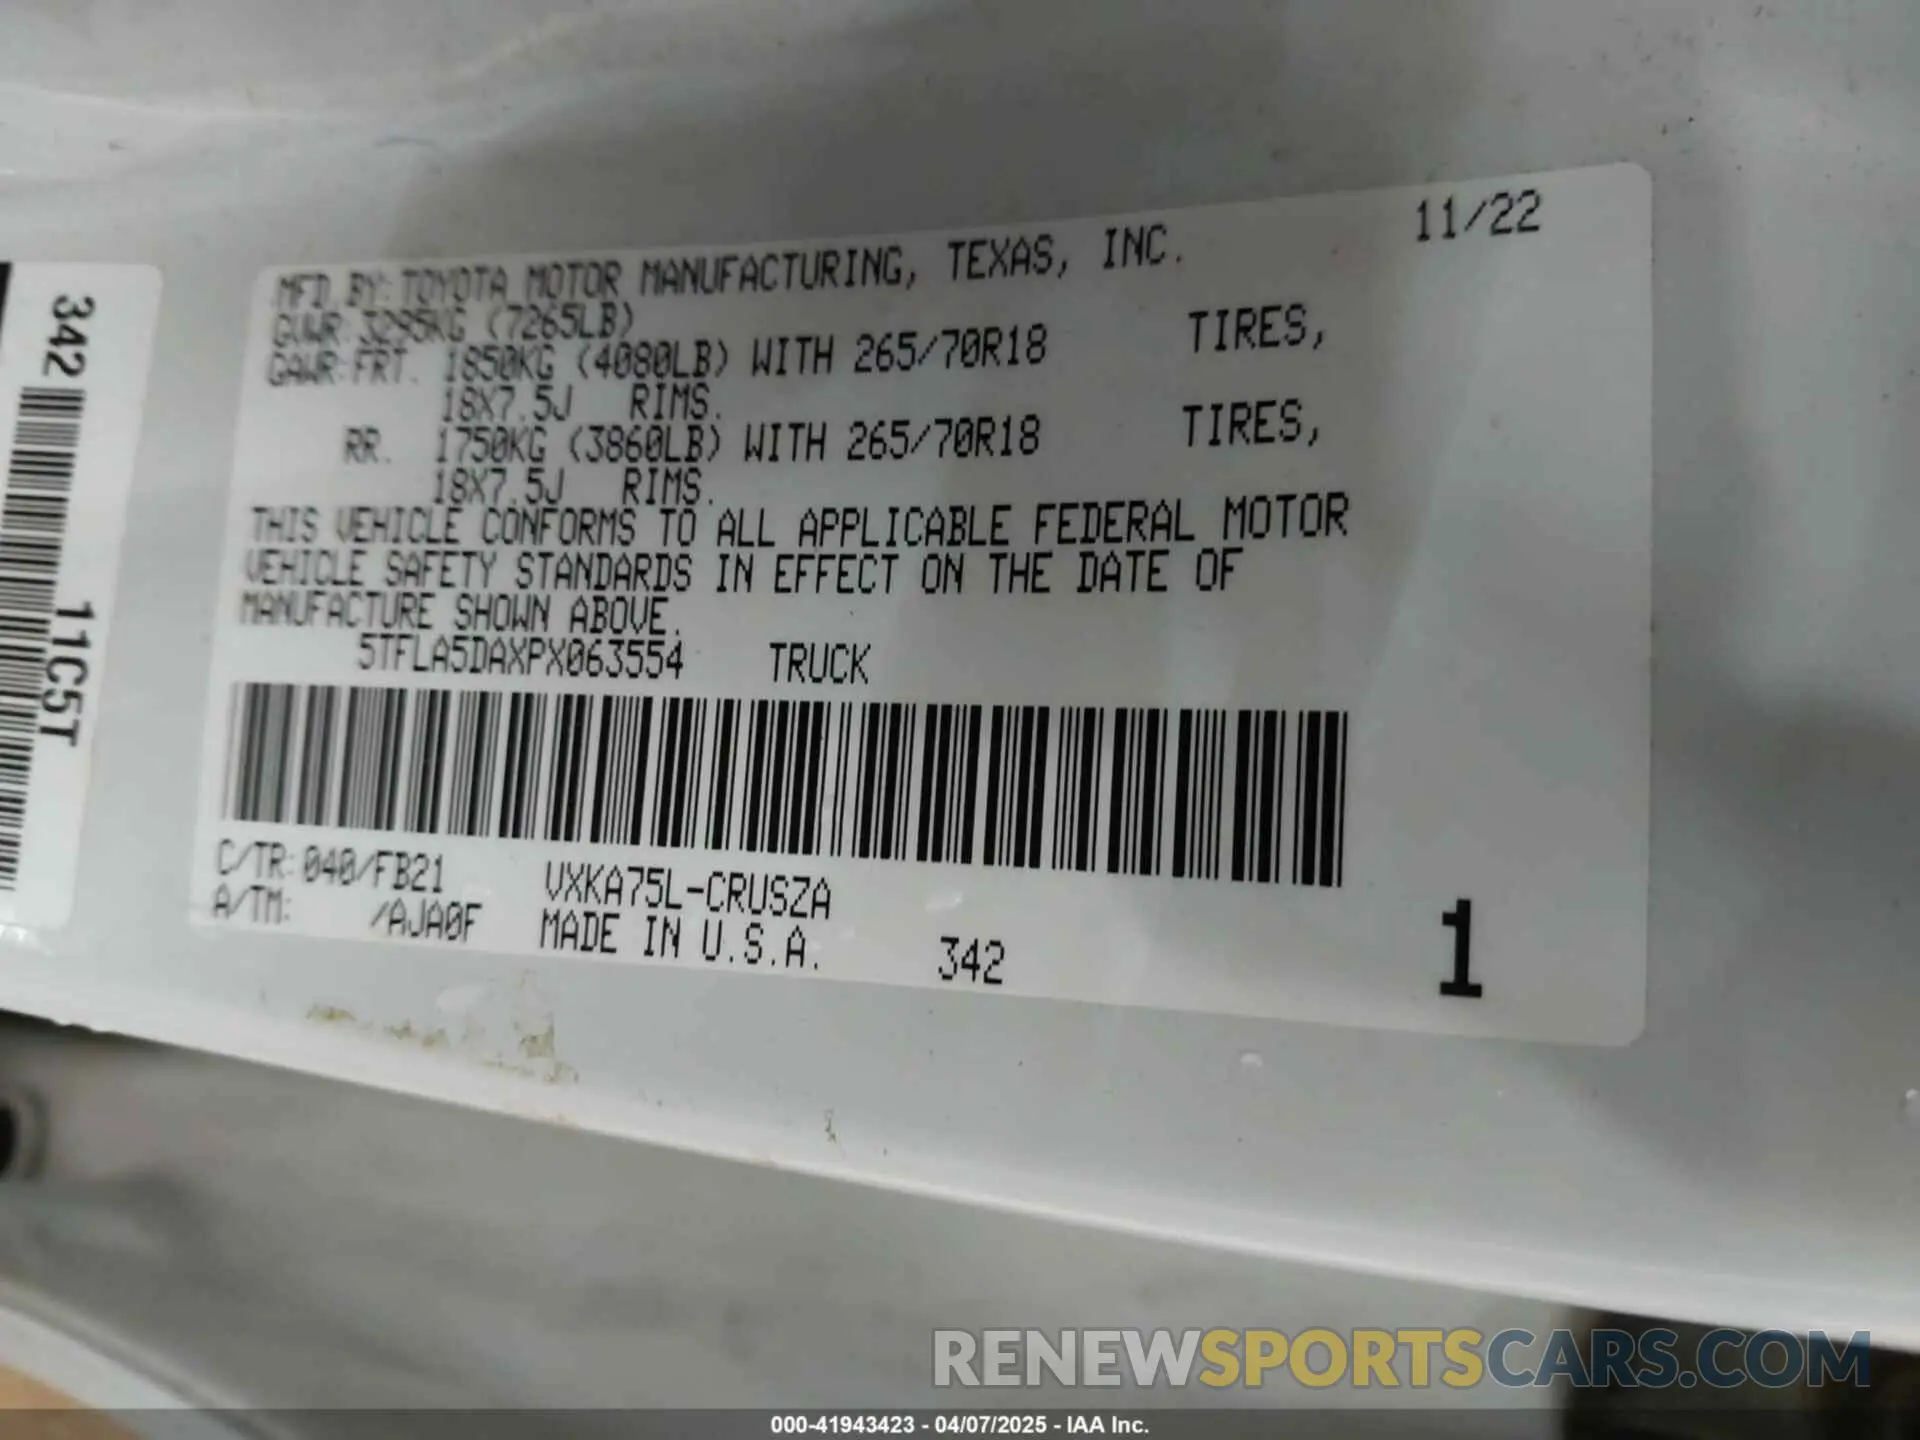 342
11C5T
MFD. BY: TOYOTA MOTOR MANUFACTURING, TEXAS, INC. 11/22
GVWR: 3295KG (7265LB)
GAWR: FRT. 1850KG (4080LB) WITH 265/70R18 TIRES,
18X7.5J RIMS.
RR. 1750KG (3860LB) WITH 265/70R18 TIRES,
18X7.5J RIMS.
THIS VEHICLE CONFORMS TO ALL APPLICABLE FEDERAL MOTOR
VEHICLE SAFETY STANDARDS IN EFFECT ON THE DATE OF
MANUFACTURE SHOWN ABOVE.
5TFLA5DAXPX063554 TRUCK
C/TR: 040/FB21 VXKA75L-CRUSZA
A/TM: /AJA0F MADE IN U.S.A. 342 1
RENEWSPORTSCARS.COM
000-41943423 - 04/07/2025 - IAA Inc.